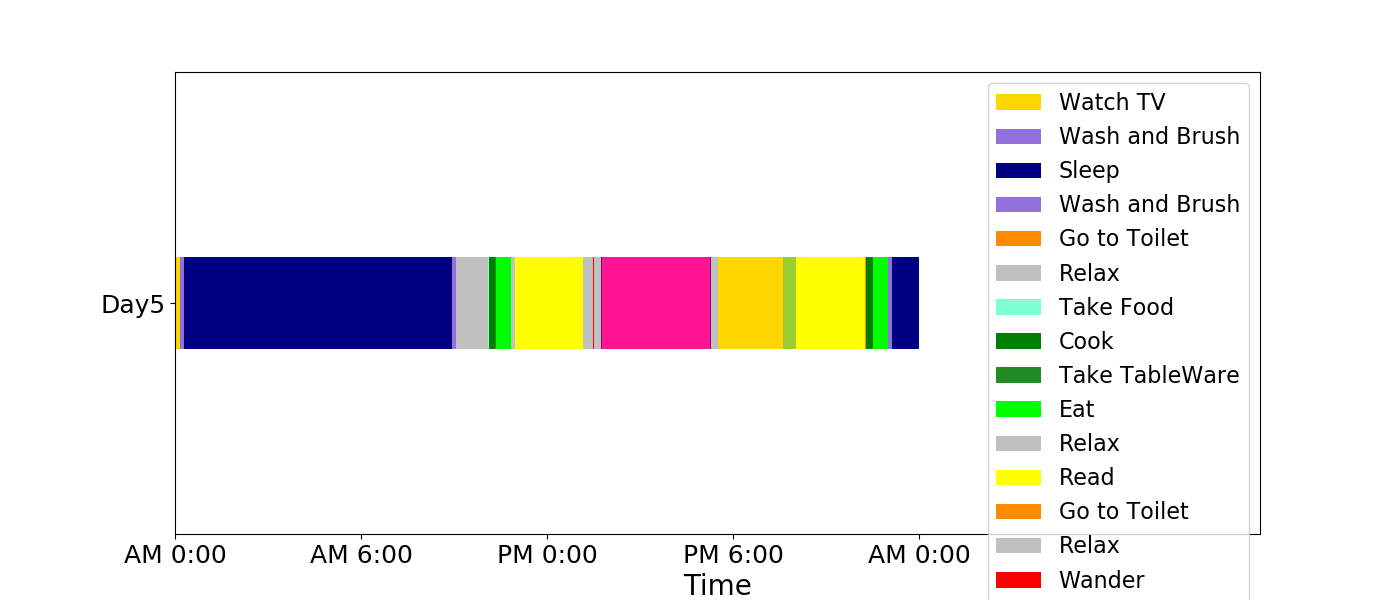 Watch TV
Wash and Brush
Sleep
Wash and Brush
Go to Toilet
Relax
Take Food
Cook
Take TableWare
Eat
Relax
Read
Go to Toilet
Relax
Wander
Day5
AM 0:00 AM 6:00 PM 0:00 PM 6:00 AM 0:00
Time